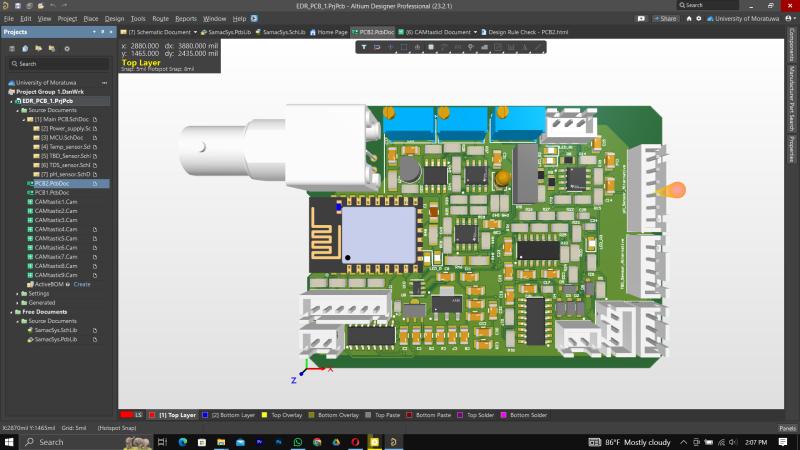 EDR_PCB_1.PrjPcb - Altium Designer Professional (23.2.1)
Search
File Edit View Project Place Design Tools Route Reports Window Help
Share
University of Moratuwa
Projects
[7] Schematic Document
SamacSys.PcbLib
SamacSys.SchLib
Home Page
PCB2.PcbDoc
[6] CAMtastic! Document
Design Rule Check - PCB2.html
x: 2880.000 dx: 3880.000 mil
y: 1465.000 dy: 2435.000 mil
Top Layer
Snap: 5mil Hotspot Snap: 8mil
Search
University of Moratuwa
Project Group 1.DsnWrk
EDR_PCB_1.PrjPcb
Source Documents
[1] Main PCB.SchDoc
[2] Power_supply.Sc
[3] MCU.SchDoc
[4] Temp_sensor.Sc
[5] TBD_Sensor.Sch
[6] TDS_sensor.Sch
[7] pH_sensor.SchD
PCB2.PcbDoc
PCB1.PcbDoc
CAMtastic1.Cam
CAMtastic2.Cam
CAMtastic3.Cam
CAMtastic4.Cam
CAMtastic5.Cam
CAMtastic6.Cam
CAMtastic7.Cam
CAMtastic8.Cam
CAMtastic9.Cam
ActiveBOM Create
Settings
Generated
Free Documents
Source Documents
SamacSys.SchLib
SamacSys.PcbLib
Components
Manufacturer Part Search
Properties
pH_Sensor_Alternative
TBD_Sensor_Alternative
Z
X
LS
[1] Top Layer
[2] Bottom Layer
Top Overlay
Bottom Overlay
Top Paste
Bottom Paste
Top Solder
Bottom Solder
X:2870mil Y:1465mil Grid: 5mil (Hotspot Snap)
Panels
Search
86°F Mostly cloudy
2:07 PM